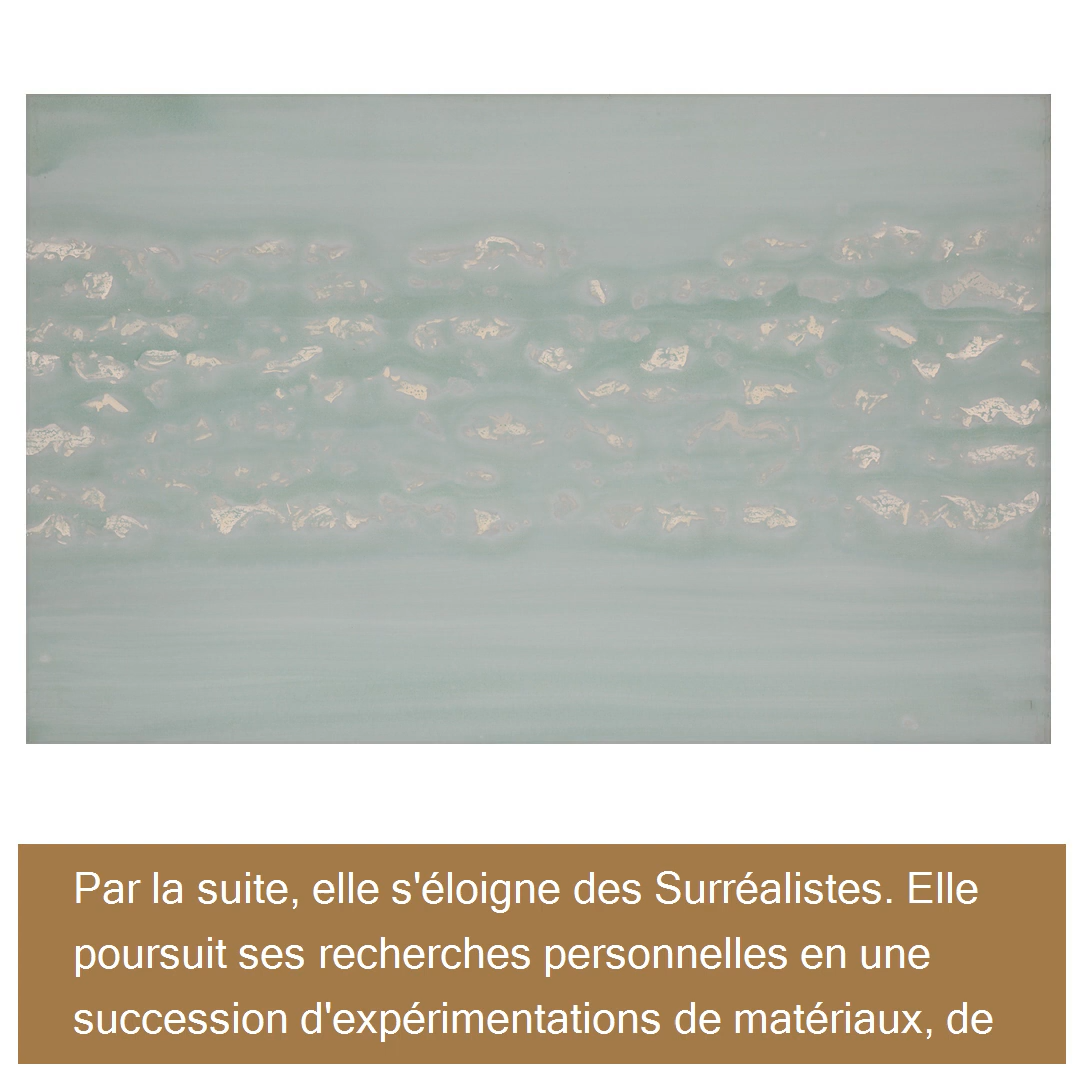 Par la suite, elle s'éloigne des Surréalistes. Elle
poursuit ses recherches personnelles en une
succession d'expérimentations de matériaux, de